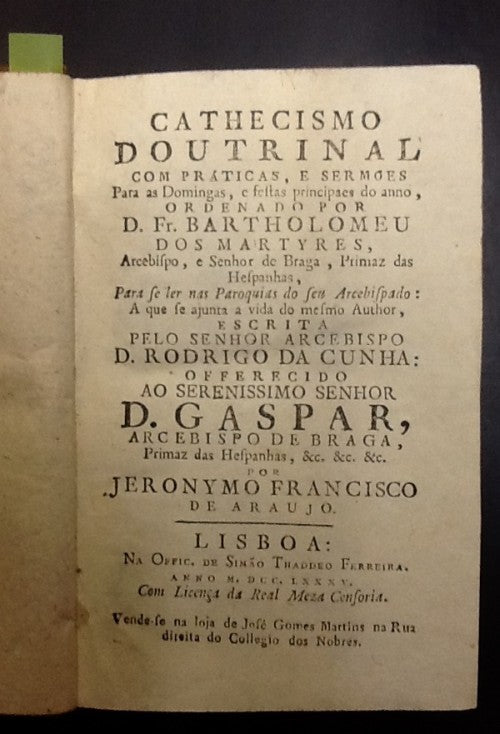 CATHECISMO
DOUTRINAL
COM PRÁTICAS, E SERMÕES
Para as Domingas, e feſtas principaes do anno,
ORDENADO POR
D. Fr. BARTHOLOMEU
DOS MARTYRES,
Arcebiſpo, e Senhor de Braga, Primaz das
Heſpanhas,
Para ſe ler nas Paroquias do ſeu Arcebiſpado:
A que ſe ajunta a vida do meſmo Author,
ESCRITA
PELO SENHOR ARCEBISPO
D. RODRIGO DA CUNHA:
OFFERECIDO
AO SERENISSIMO SENHOR
D. GASPAR,
ARCEBISPO DE BRAGA,
Primaz das Heſpanhas, &c. &c. &c.
POR
JERONYMO FRANCISCO
DE ARAUJO.
LISBOA:
NA OFFIC. DE SIMÃO THADDEO FERREIRA.
ANNO M. DCC. LXXXV.
Com Licença da Real Meza Cenſoria.
Vende-ſe na loja de Joſé Gomes Martins na Rua
direita do Collegio dos Nobres.